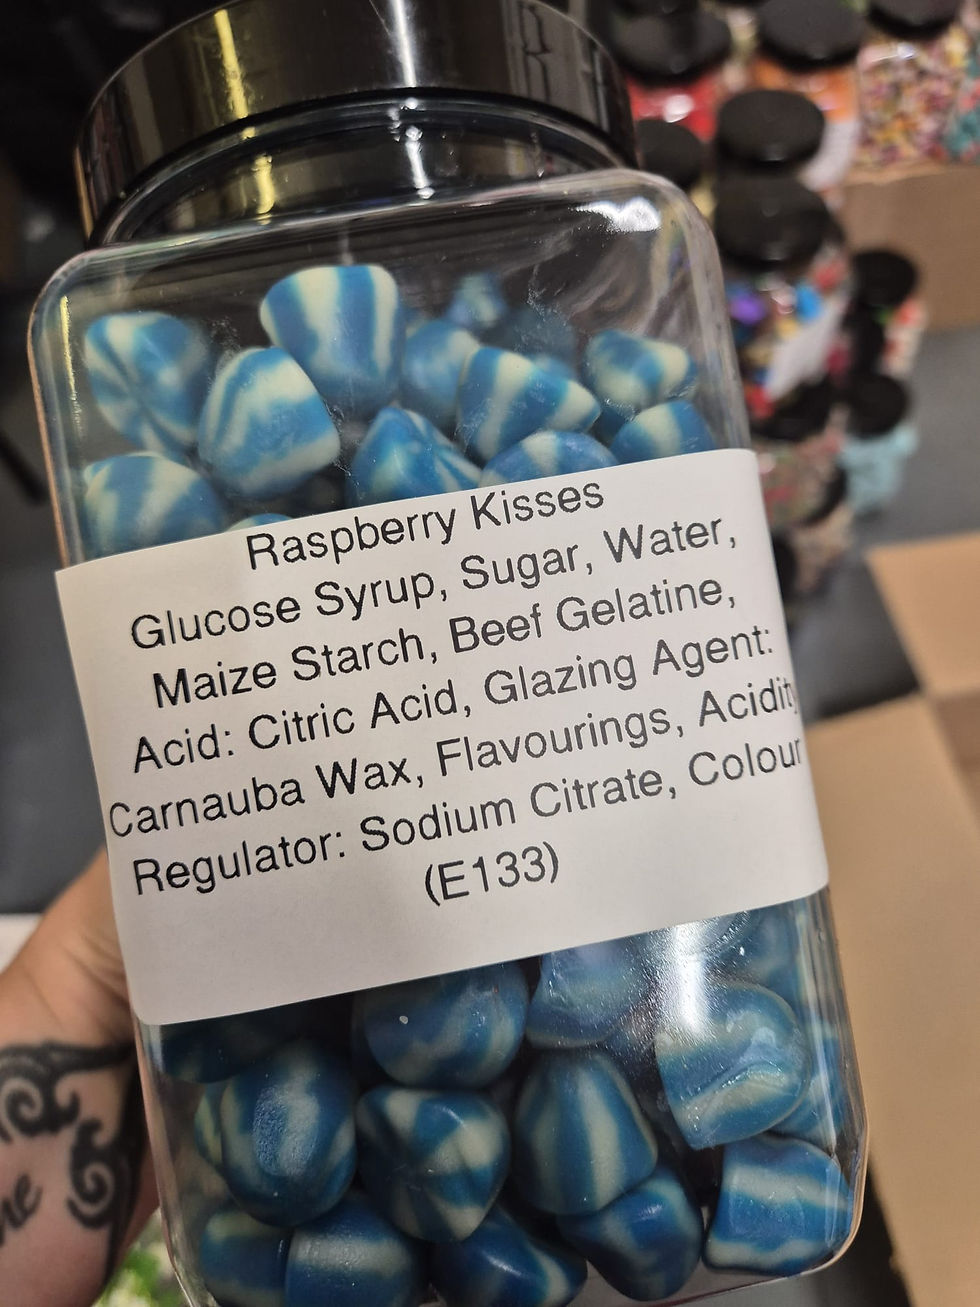 Raspberry Kisses
Glucose Syrup, Sugar, Water,
Maize Starch, Beef Gelatine,
Acid: Citric Acid, Glazing Agent:
Carnauba Wax, Flavourings, Acidity
Regulator: Sodium Citrate, Colour
(E133)